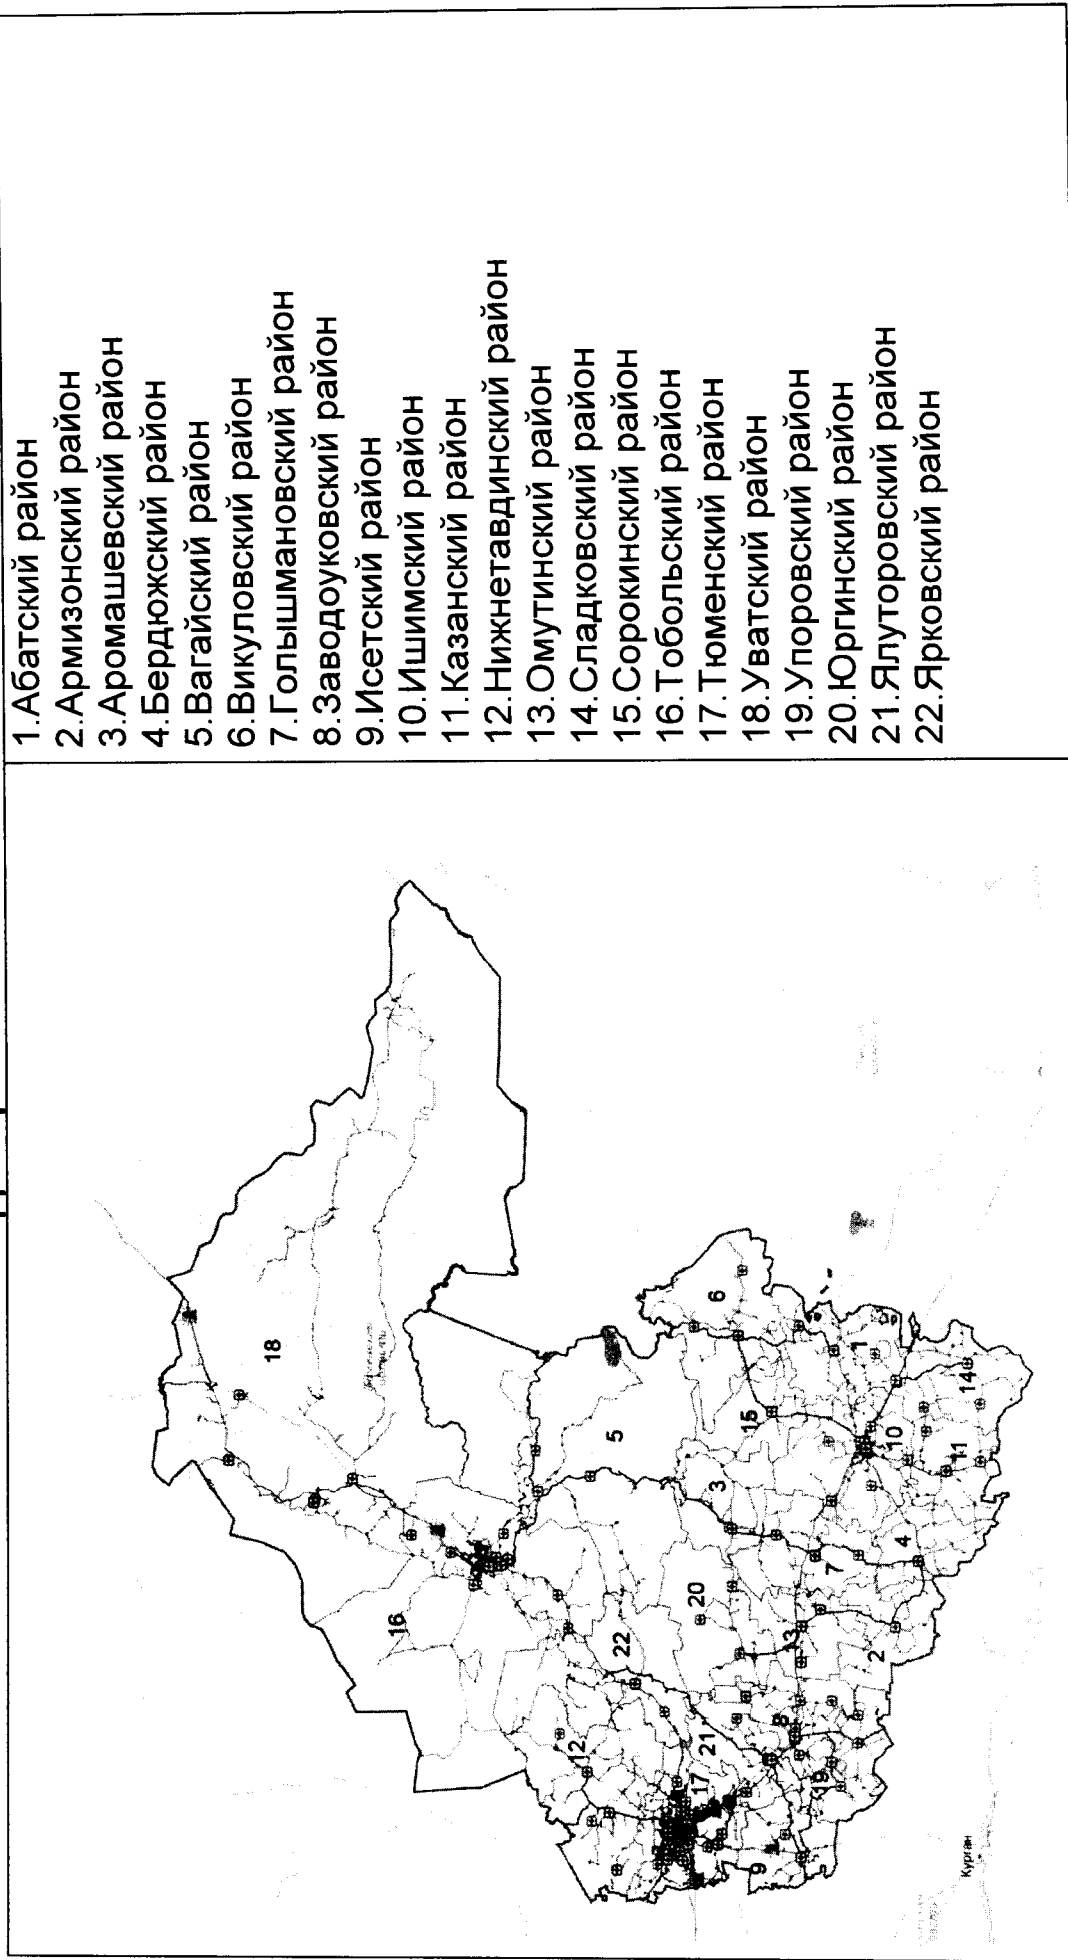 1.Абатский район
2.Армизонский район
3.Аромашевский район
4.Бердюжский район
5.Вагайский район
6.Викуловский район
7.Голышмановский район
8.Заводоуковский район
9.Исетский район
10.Ишимский район
11.Казанский район
12.Нижнетавдинский район
13.Омутинский район
14.Сладковский район
15.Сорокинский район
16.Тобольский район
17.Тюменский район
18.Уватский район
19.Упоровский район
20.Юргинский район
21.Ялуторовский район
22.Ярковский район
18
16
5
6
12
22
20
3
15
1
21
17
8
13
7
10
14
11
4
2
19
9
Курган